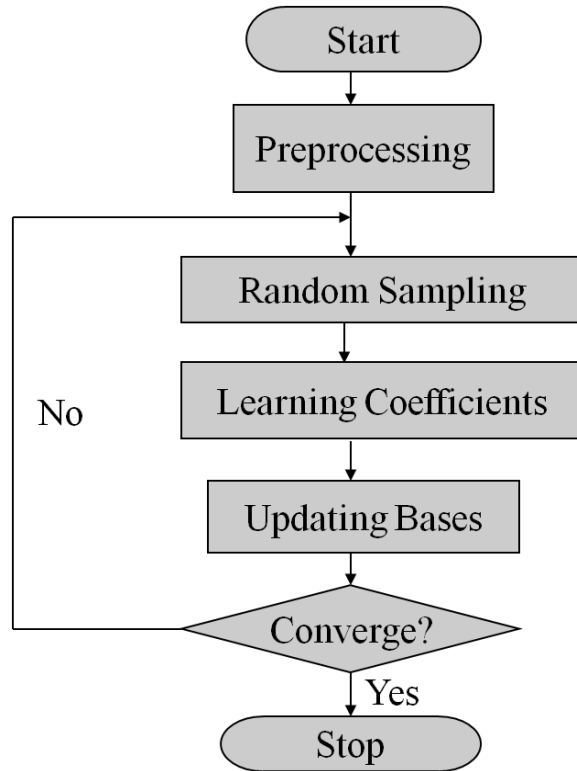 Start
Preprocessing
Random Sampling
Learning Coefficients
No
Updating Bases
Converge?
Yes
Stop